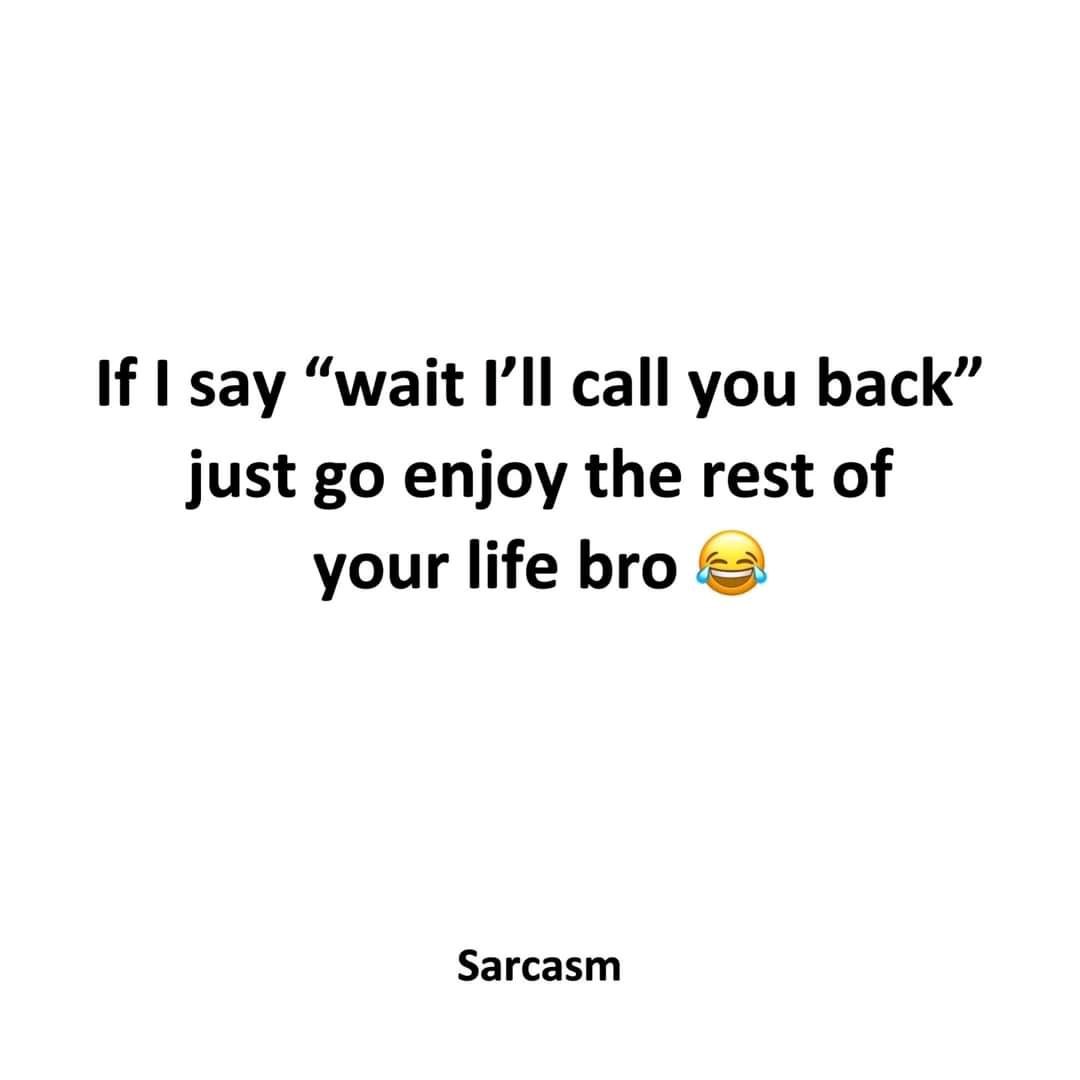 If I say “wait I’ll call you back”
just go enjoy the rest of
your life bro 😂
Sarcasm